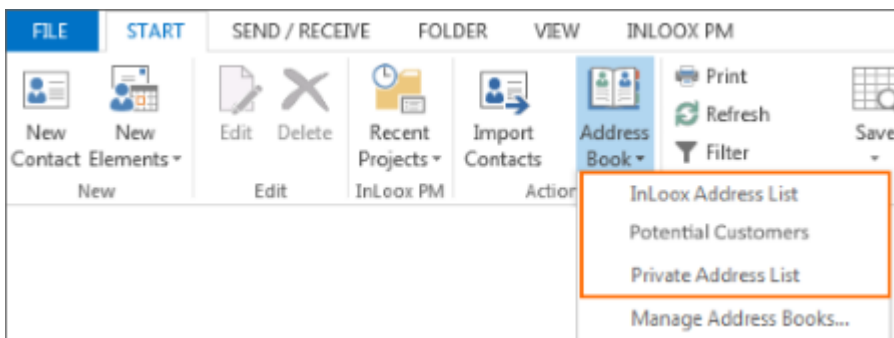 FILE START SEND / RECEIVE FOLDER VIEW INLOOX PM
New Contact
New Elements
Edit
Delete
Recent Projects
Import Contacts
Address Book
Print
Refresh
Filter
Save
New
Edit
InLoox PM
Action
InLoox Address List
Potential Customers
Private Address List
Manage Address Books...